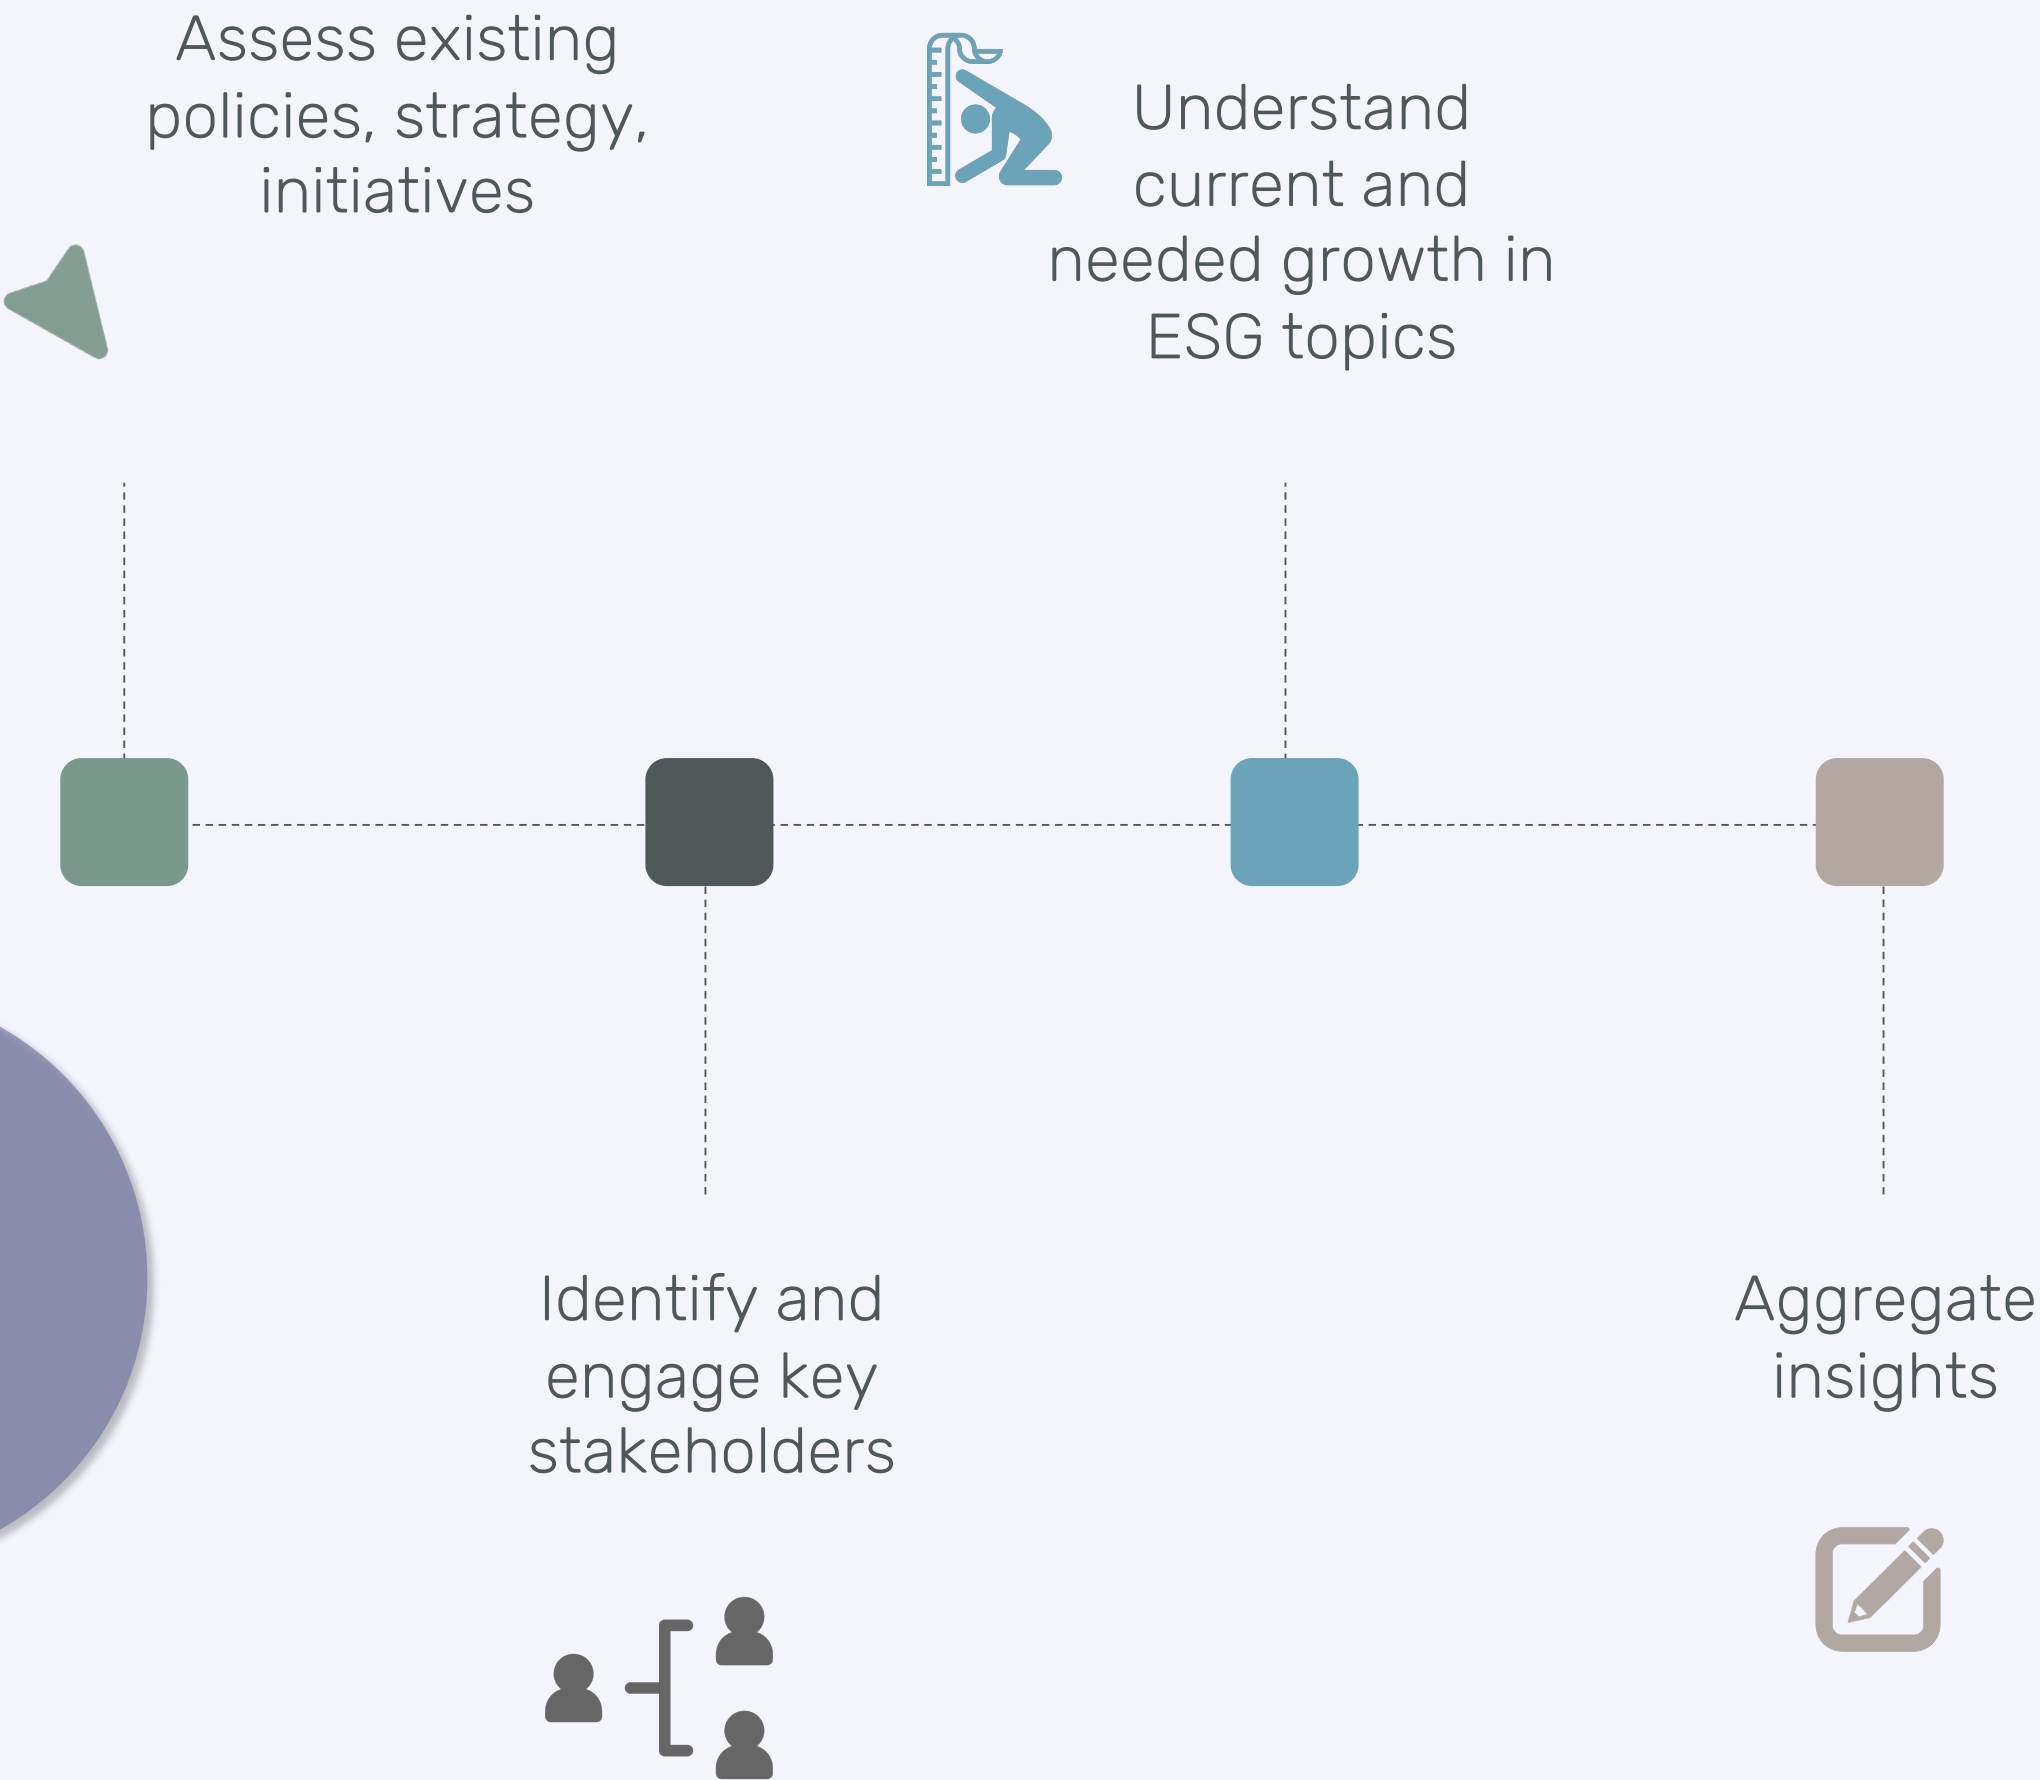 Assess existing
policies, strategy,
initiatives
Understand
current and
needed growth in
ESG topics
Identify and
engage key
stakeholders
Aggregate
insights